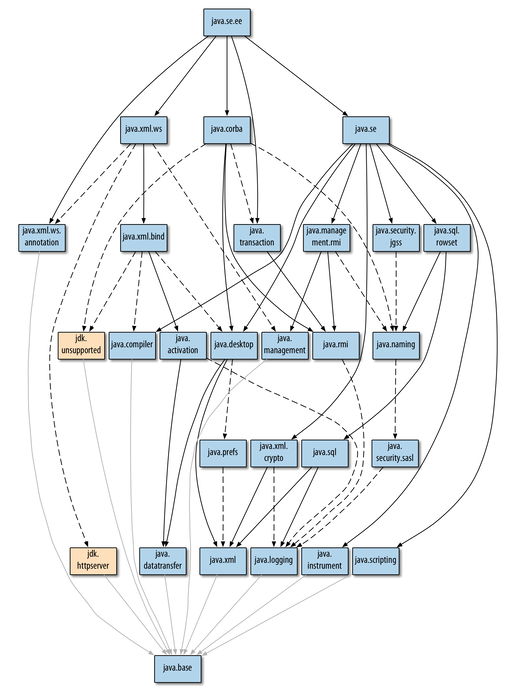 java.se.ee
java.xml.ws
java.corba
java.se
java.xml.ws.
annotation
java.xml.bind
java.
transaction
java.manage
ment.rmi
java.security.
jgss
java.sql.
rowset
jdk.
unsupported
java.compiler
java.
activation
java.desktop
java.
management
java.rmi
java.naming
java.prefs
java.xml.
crypto
java.sql
java.
security.sasl
jdk.
httpserver
java.
datatransfer
java.xml
java.logging
java.
instrument
java.scripting
java.base